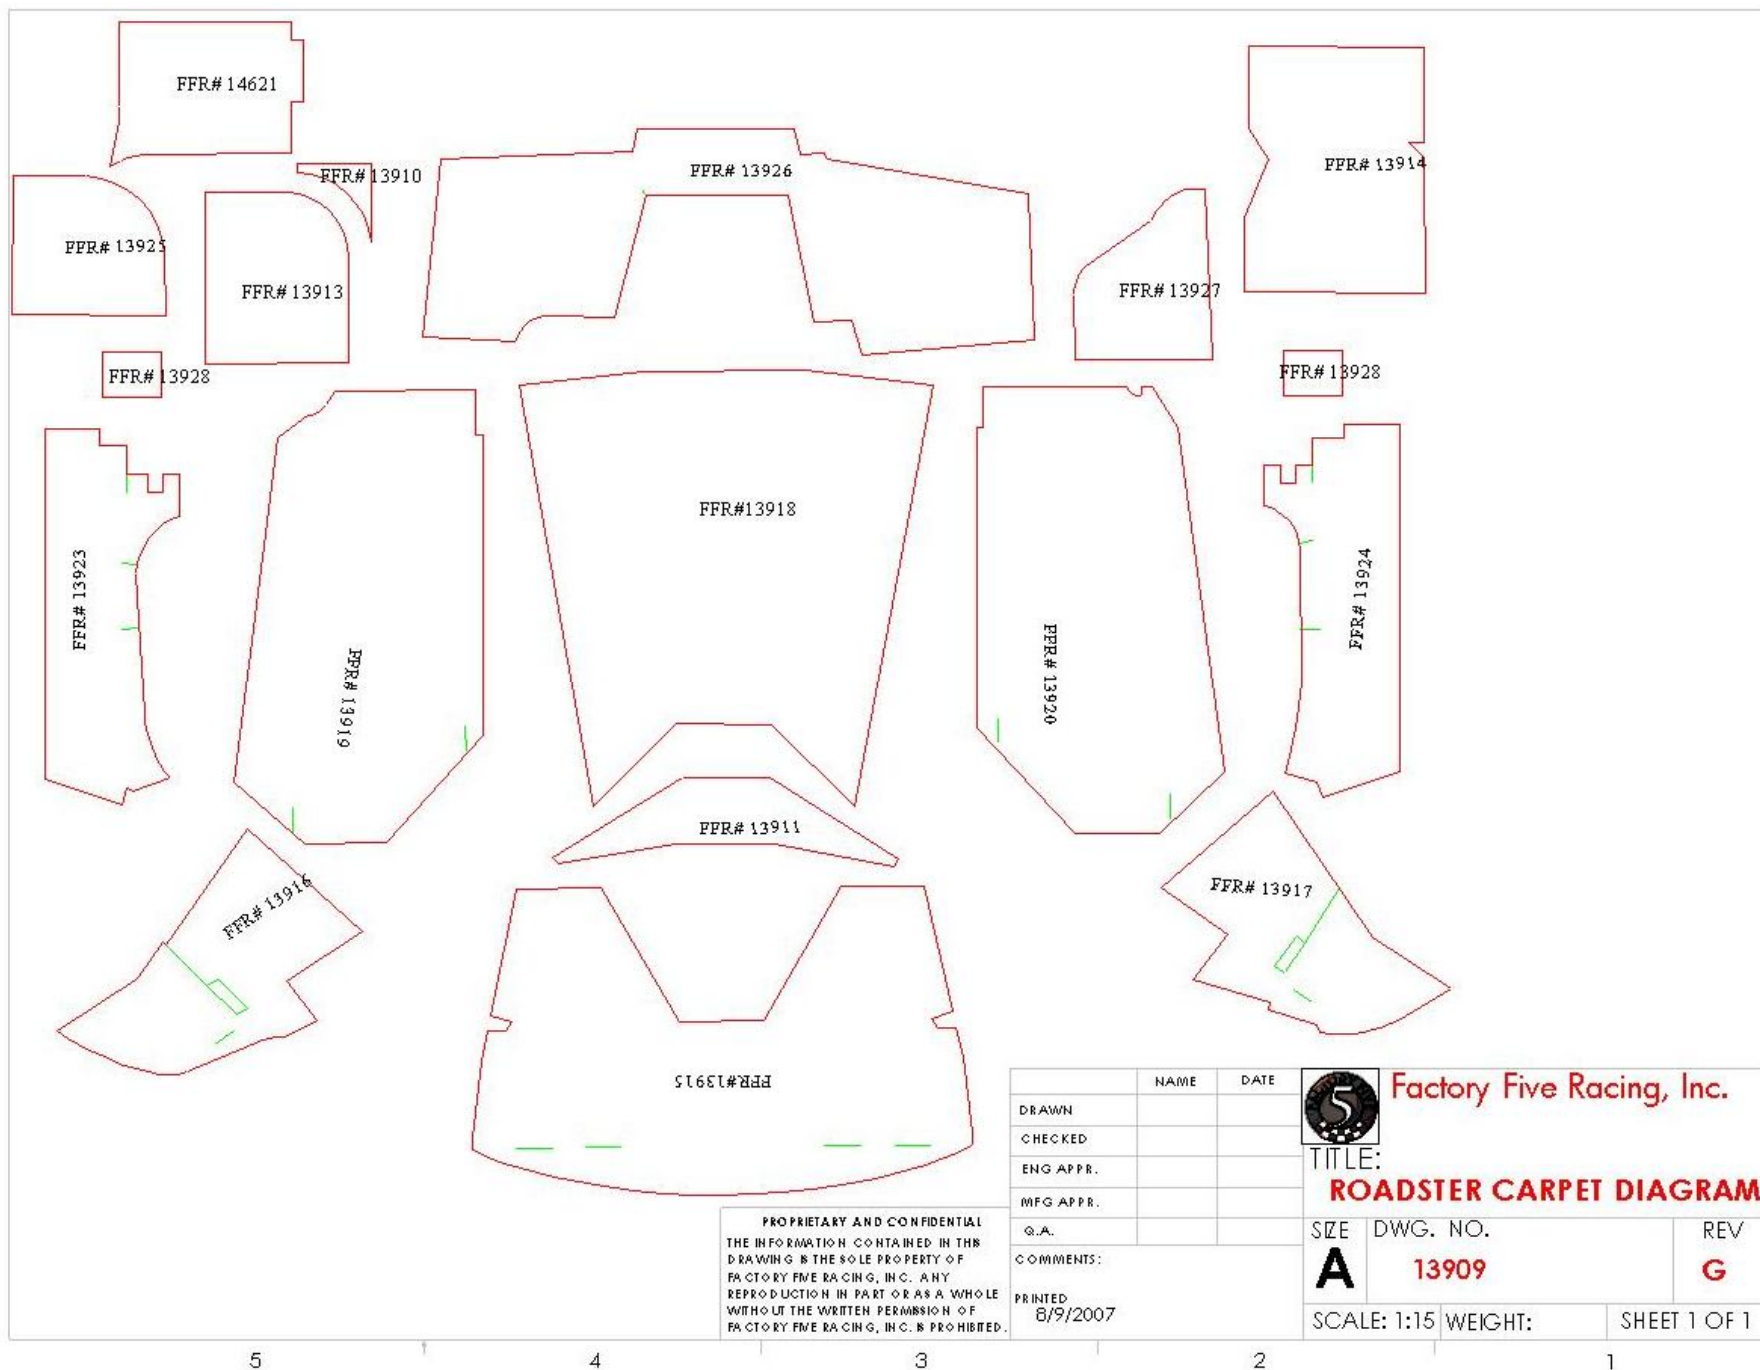 FFR# 14621
FFR# 13914
FFR# 13926
FFR# 13910
FFR# 13925
FFR# 13913
FFR# 13927
FFR# 13928
FFR# 13928
FFR#13918
FFR# 13923
FFR# 13924
FFR# 13919
FFR# 13920
FFR# 13911
FFR# 13916
FFR# 13917
FFR#13915
NAME DATE
DRAWN
CHECKED
ENG APPR.
MFG APPR.
Q.A.
COMMENTS:
PRINTED
8/9/2007
5
Factory Five Racing, Inc.
TITLE:
ROADSTER CARPET DIAGRAM
SIZE DWG. NO. REV
A 13909 G
SCALE: 1:15 WEIGHT: SHEET 1 OF 1
PROPRIETARY AND CONFIDENTIAL
THE INFORMATION CONTAINED IN THIS
DRAWING IS THE SOLE PROPERTY OF
FACTORY FIVE RACING, INC. ANY
REPRODUCTION IN PART OR AS A WHOLE
WITHOUT THE WRITTEN PERMISSION OF
FACTORY FIVE RACING, INC. IS PROHIBITED.
5 4 3 2 1